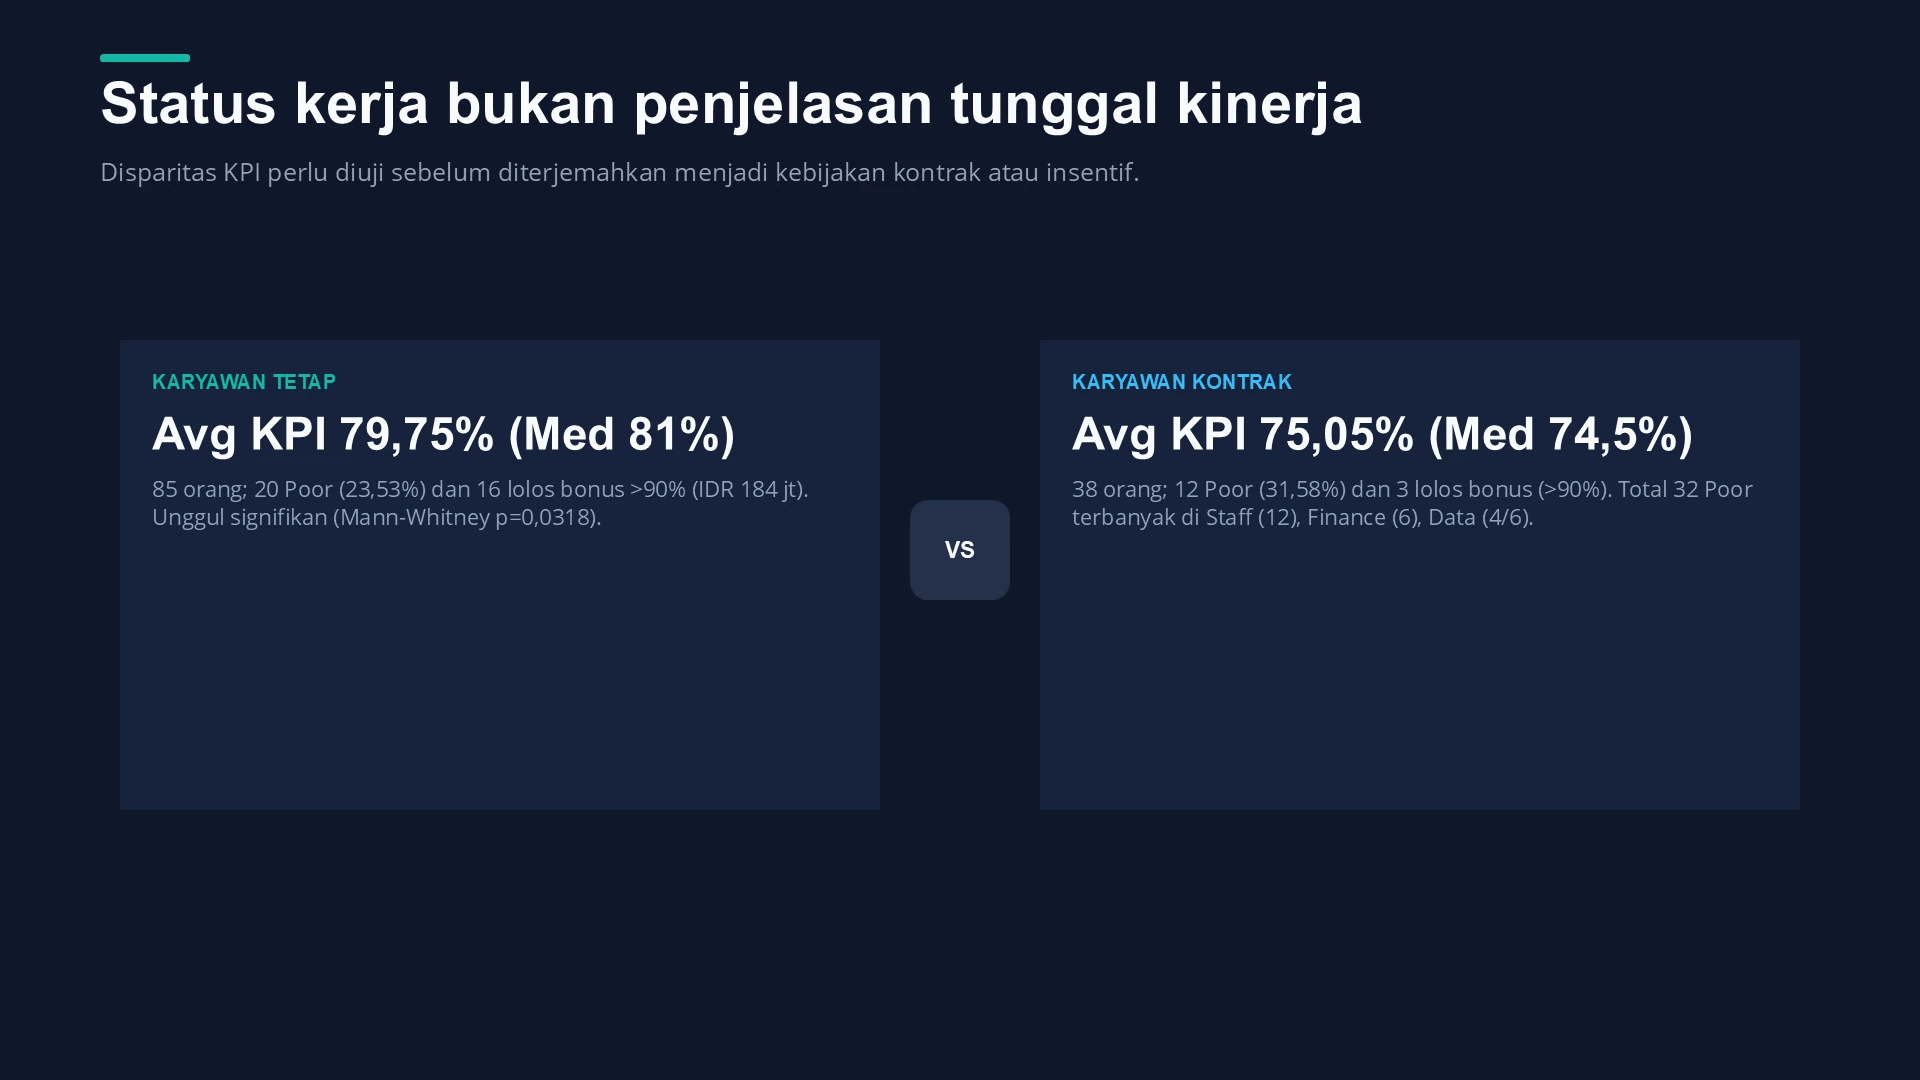 Status kerja bukan penjelasan tunggal kinerja
Disparitas KPI perlu diuji sebelum diterjemahkan menjadi kebijakan kontrak atau insentif.
KARYAWAN TETAP
Avg KPI 79,75% (Med 81%)
85 orang; 20 Poor (23,53%) dan 16 lolos bonus >90% (IDR 184 jt).
Unggul signifikan (Mann-Whitney p=0,0318).
VS
KARYAWAN KONTRAK
Avg KPI 75,05% (Med 74,5%)
38 orang; 12 Poor (31,58%) dan 3 lolos bonus (>90%). Total 32 Poor
terbanyak di Staff (12), Finance (6), Data (4/6).